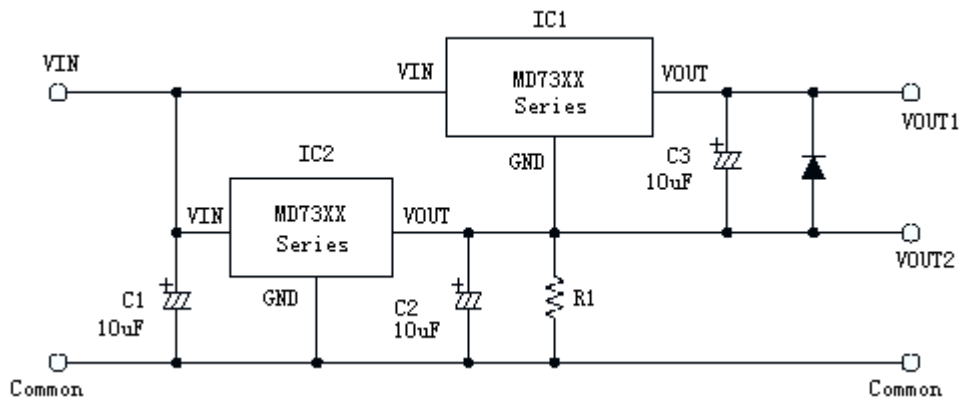 IC1
VIN
VIN
MD73XX
Series
VOUT
VOUT1
GND
C3
10uF
IC2
VIN
MD73XX
Series
VOUT
VOUT2
GND
C1
10uF
C2
10uF
R1
Common
Common